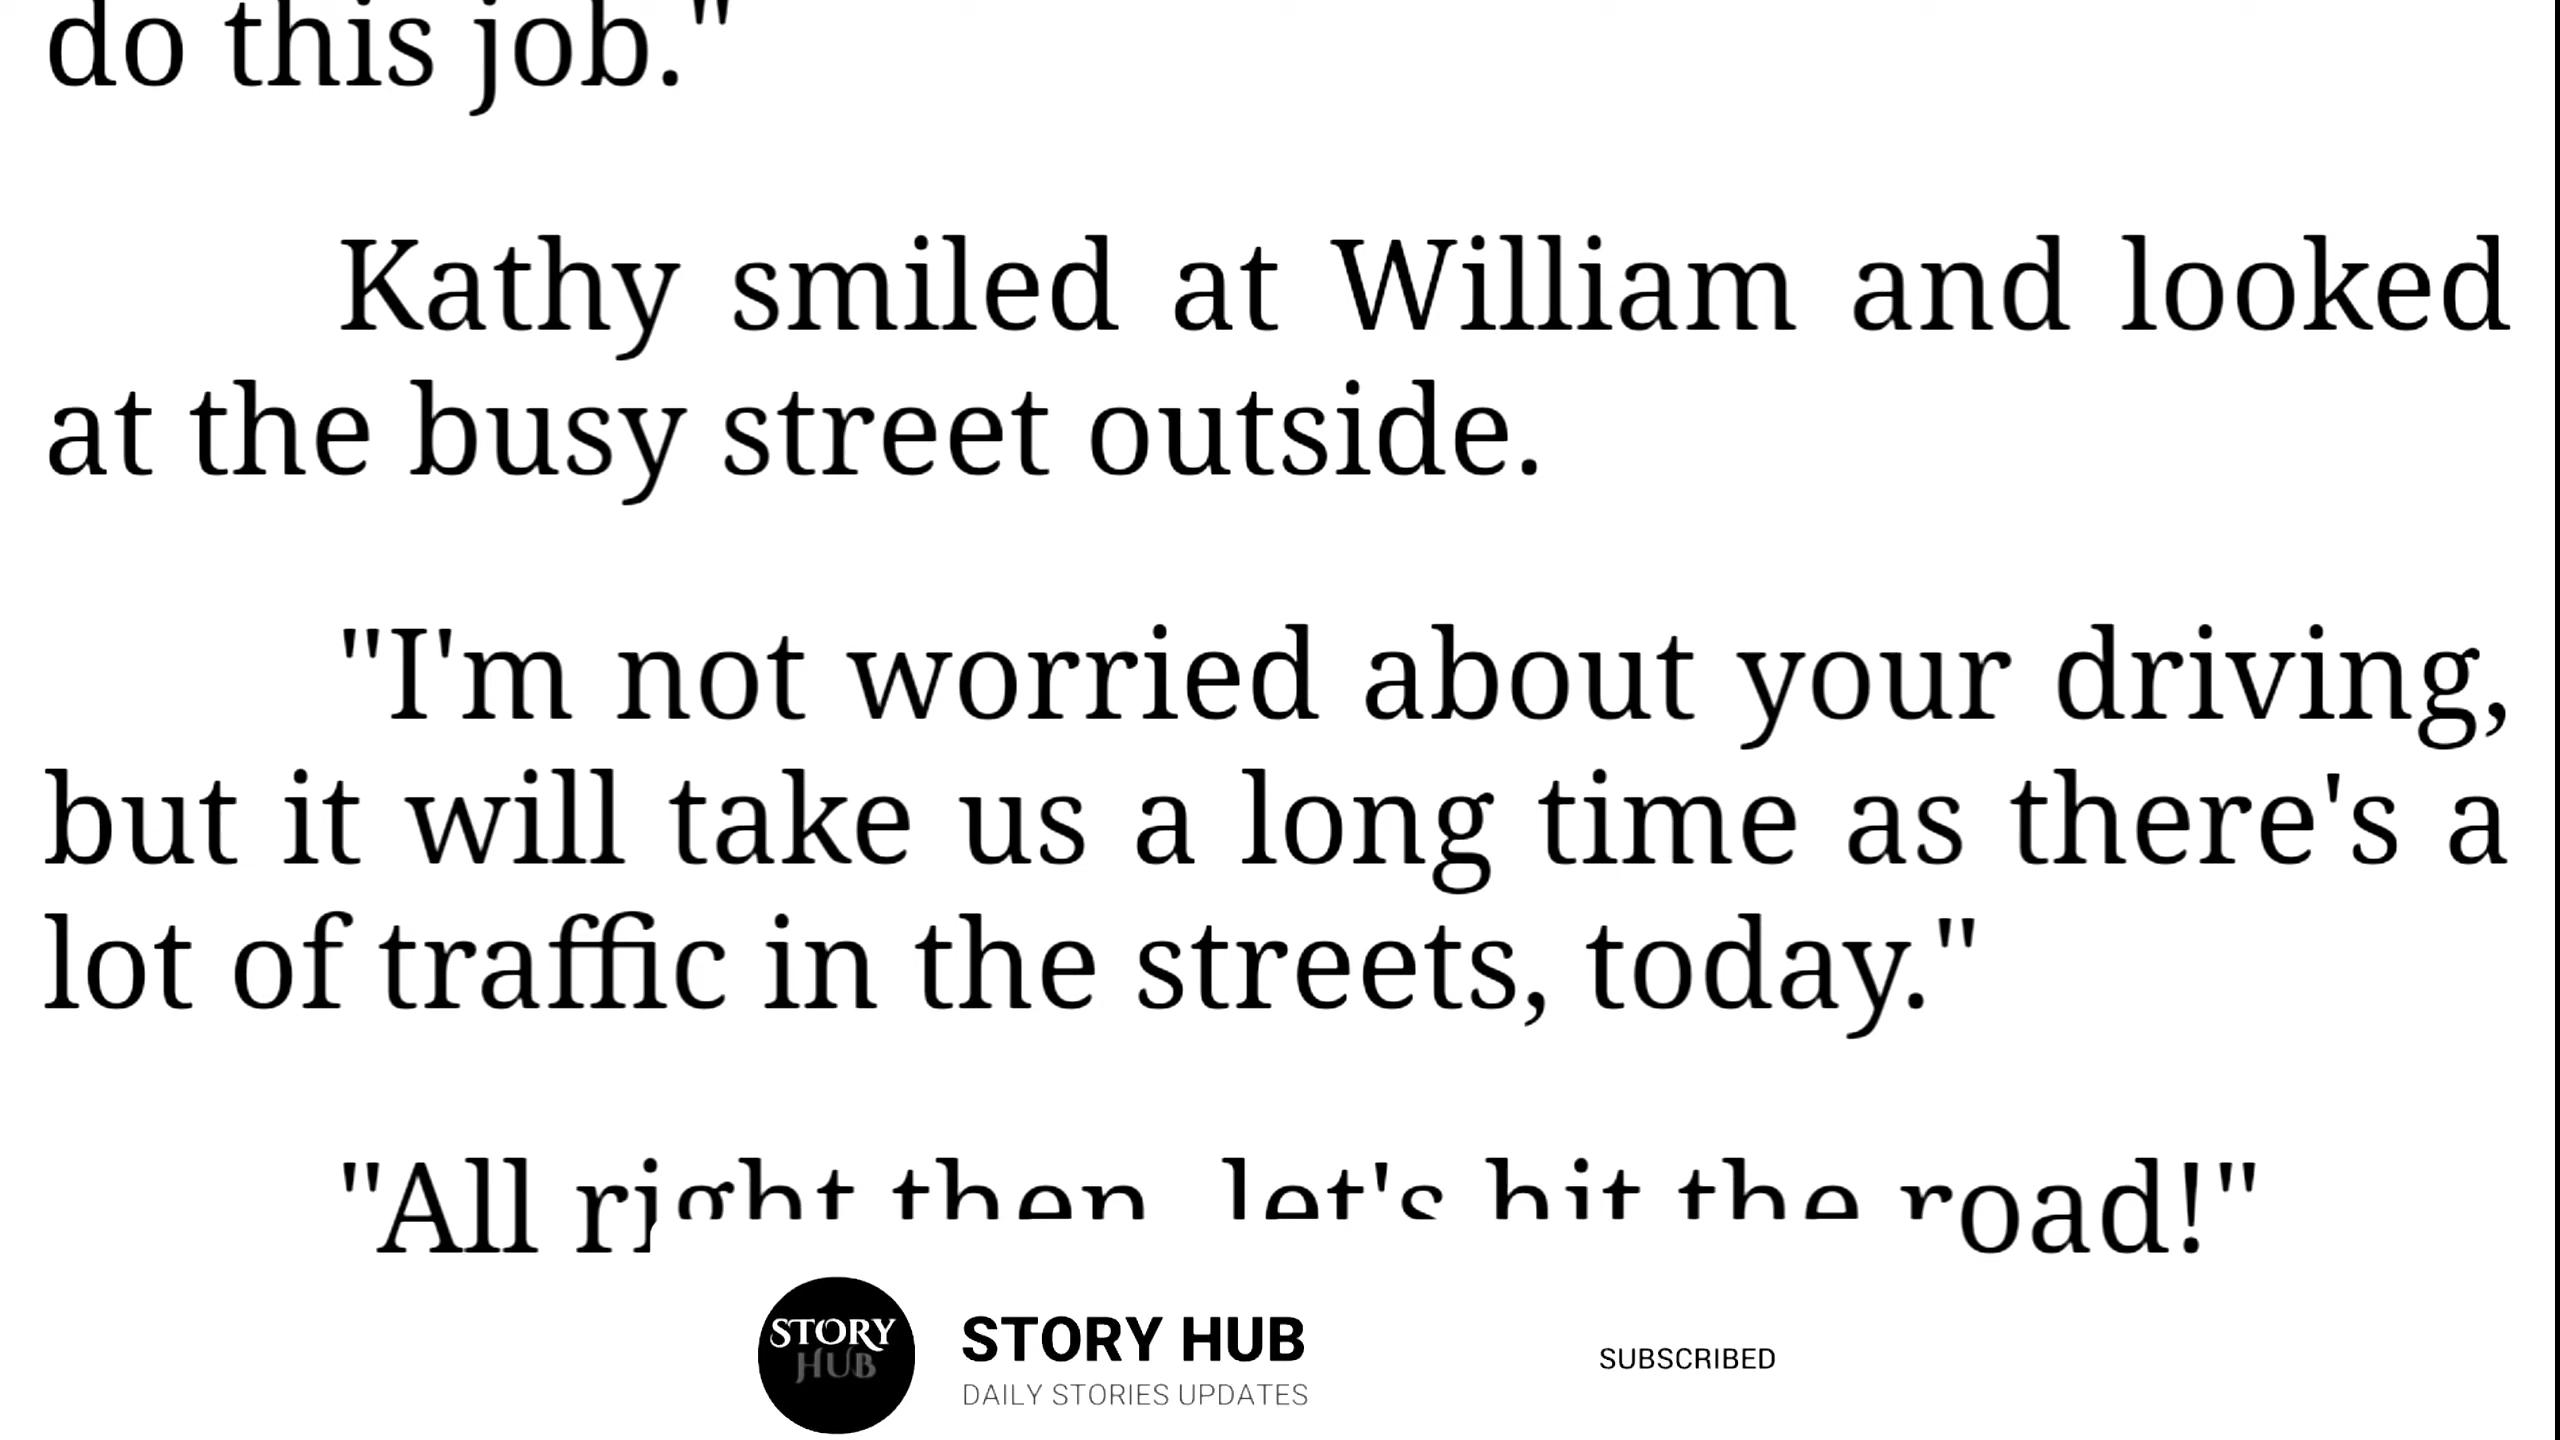 do this job."
Kathy smiled at William and looked
at the busy street outside.
"I'm not worried about your driving,
but it will take us a long time as there's a
lot of traffic in the streets, today."
"All right then, let's hit the road!"
STORY
HUB
STORY HUB
DAILY STORIES UPDATES
SUBSCRIBED